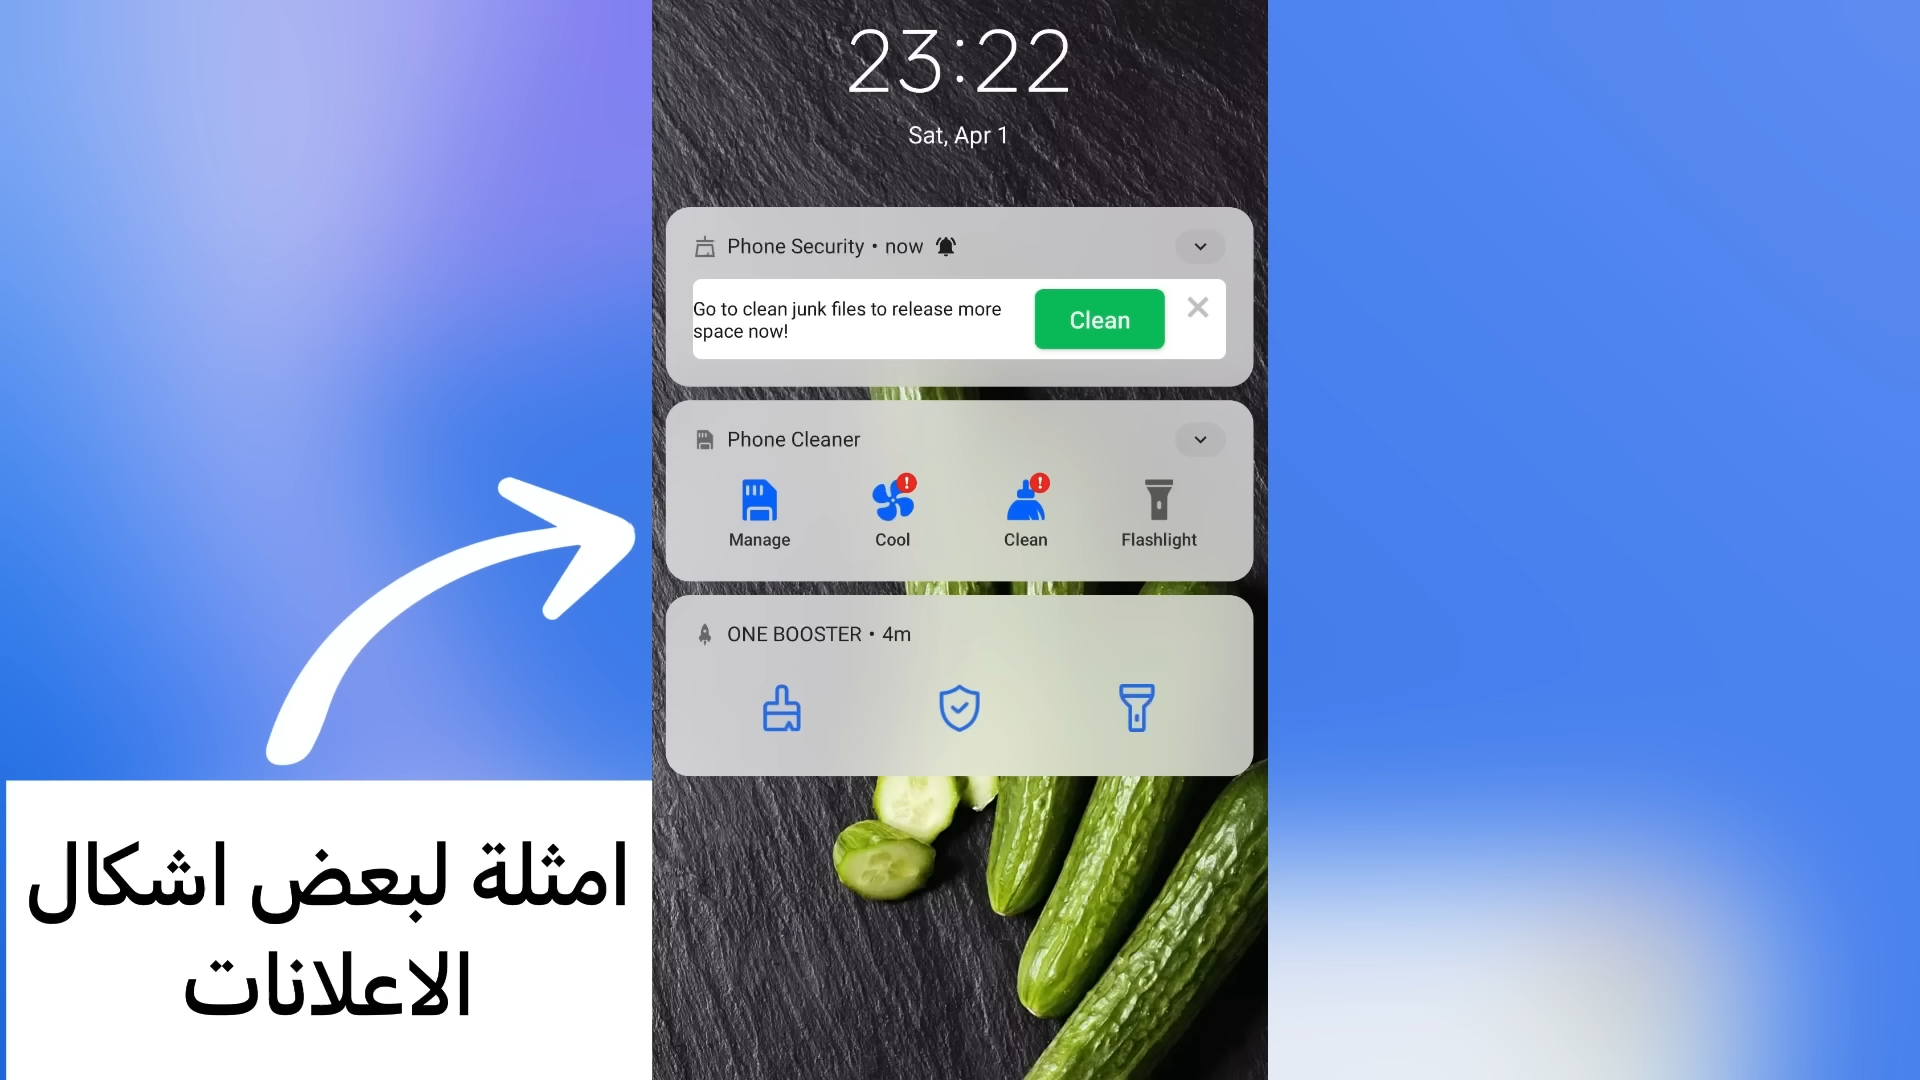 23:22
Sat, Apr 1
Phone Security • now
Go to clean junk files to release more
space now!
Clean
Phone Cleaner
Manage
Cool
Clean
Flashlight
ONE BOOSTER • 4m
امثلة لبعض اشكال
الاعلانات